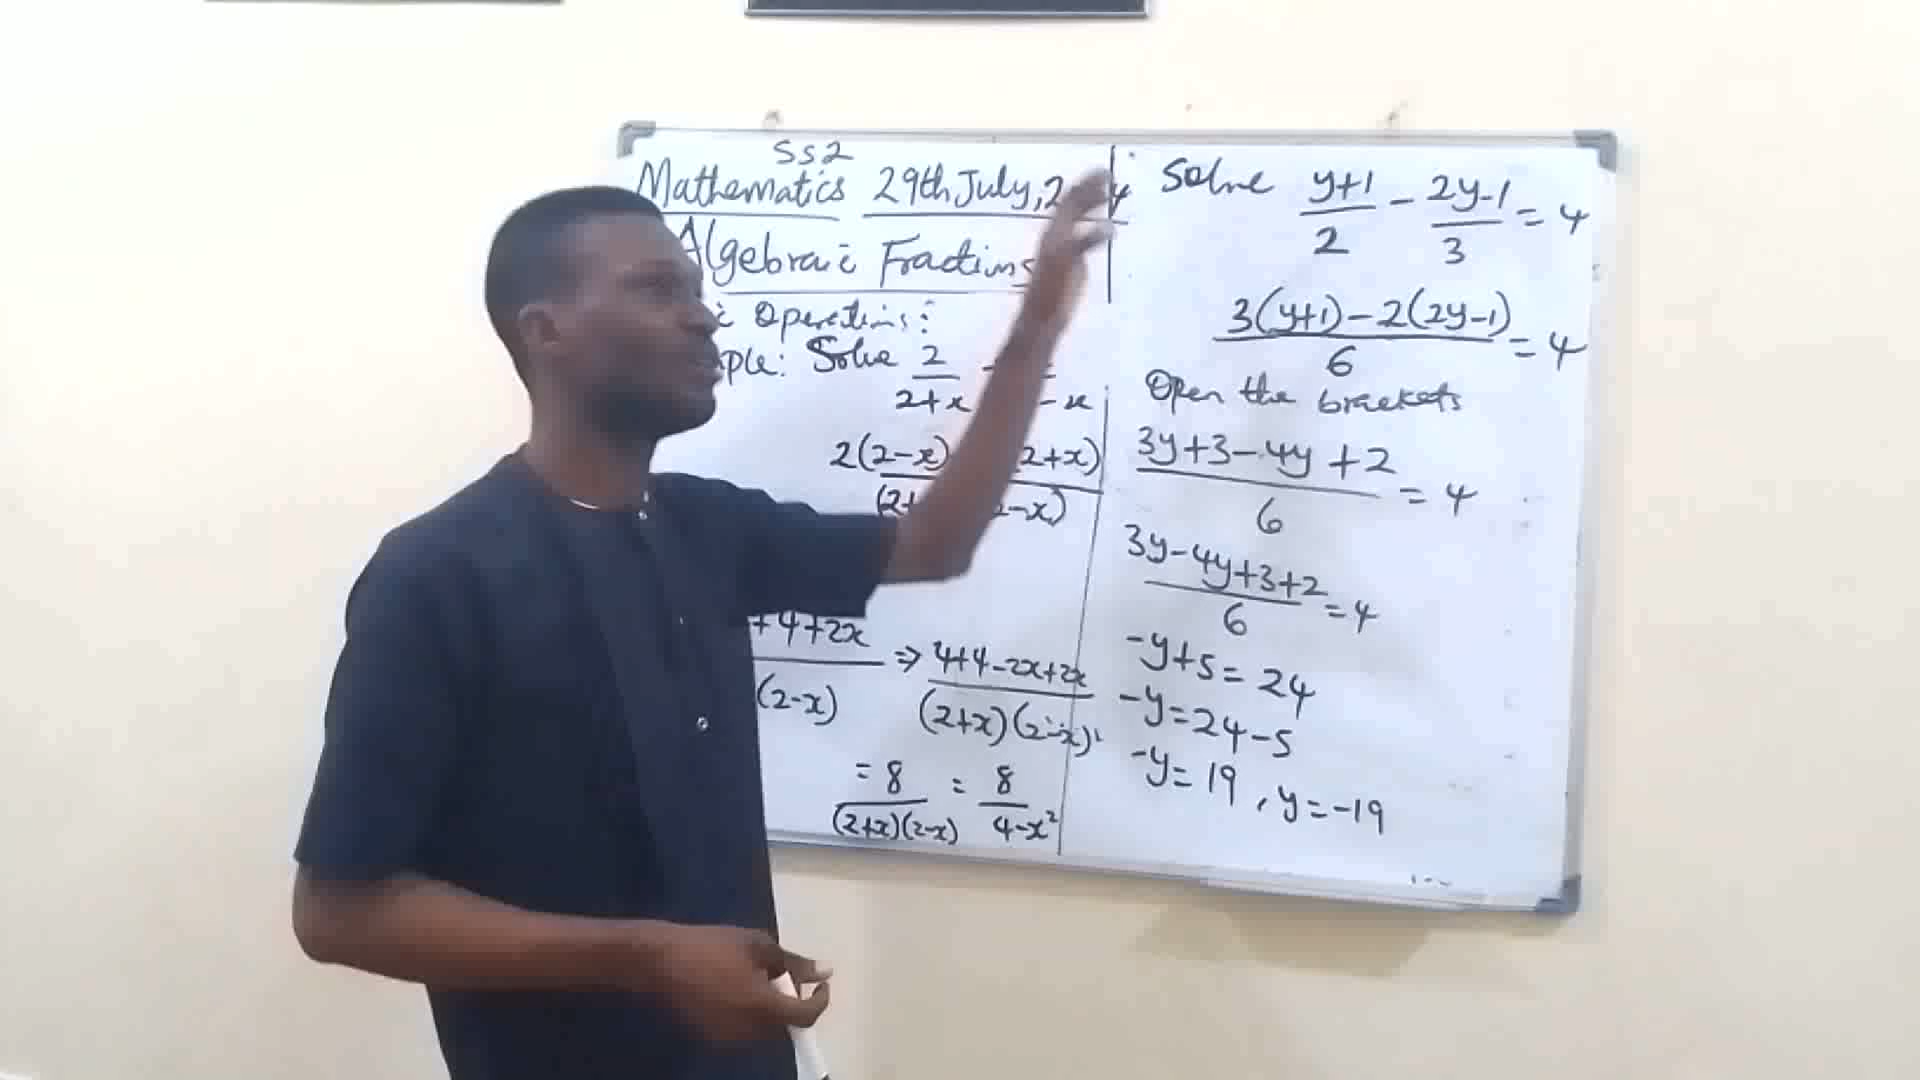 SS2
Mathematics 29th July, 2
Algebraic Fractions
Operations:
Solve 2/2+x - x
2(2-x) 2+x)
(2+ 2-x)
+4+2x / (2-x) => 4+4-2x+2x / (2+x)(2-x)
= 8/(2+x)(2-x) = 8/4-x²
Solve y+1/2 - 2y-1/3 = 4
3(y+1)-2(2y-1)/6 = 4
Open the brackets
3y+3-4y+2/6 = 4
3y-4y+3+2/6 = 4
-y+5=24
-y=24-5
-y=19, y=-19